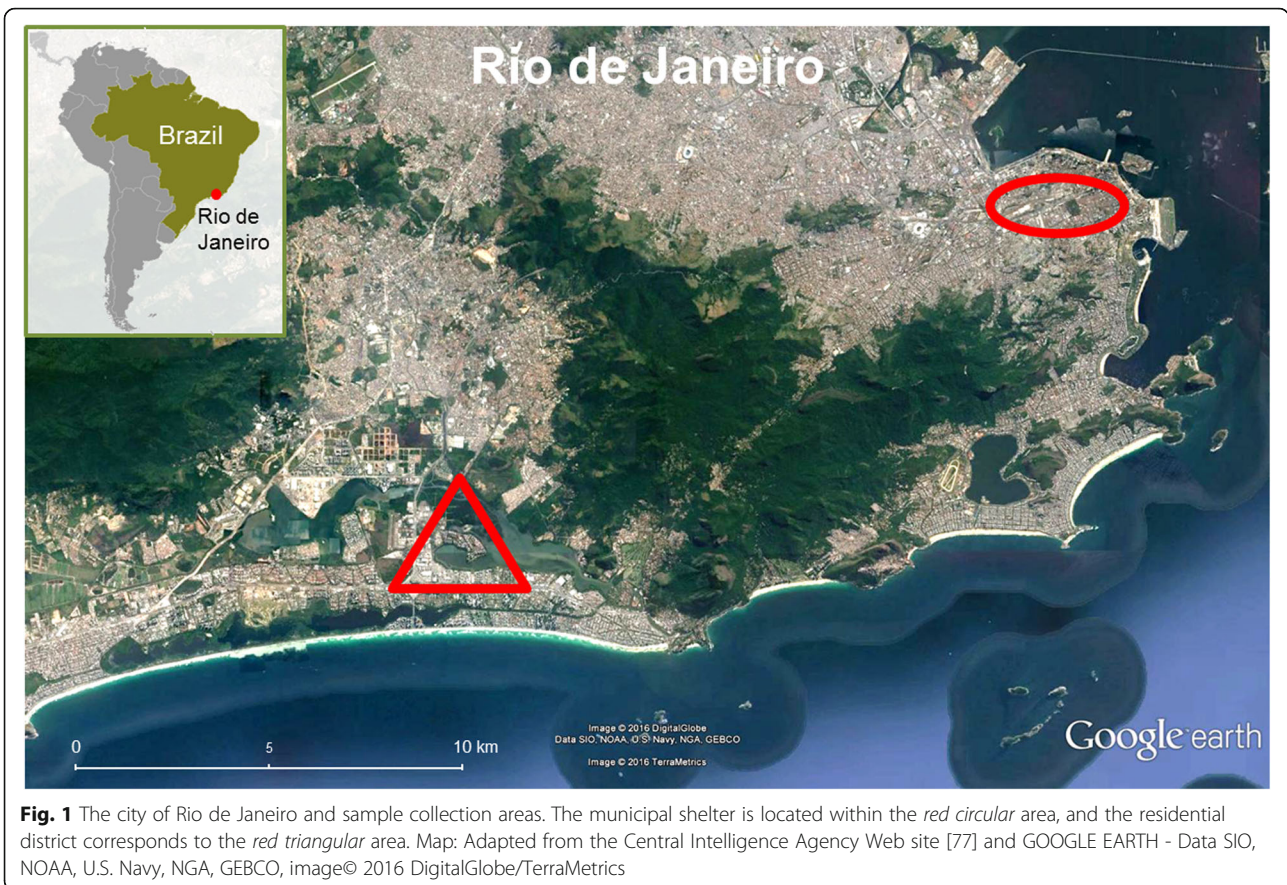 Río de Janeiro
Brazil
Rio de
Janeiro
0 5 10 km
Image © 2016 DigitalGlobe
Data SIO, NOAA, U.S. Navy, NGA, GEBCO
Image © 2016 TerraMetrics
Google earth
Fig. 1 The city of Rio de Janeiro and sample collection areas. The municipal shelter is located within the red circular area, and the residential
district corresponds to the red triangular area. Map: Adapted from the Central Intelligence Agency Web site [77] and GOOGLE EARTH - Data SIO,
NOAA, U.S. Navy, NGA, GEBCO, image© 2016 DigitalGlobe/TerraMetrics